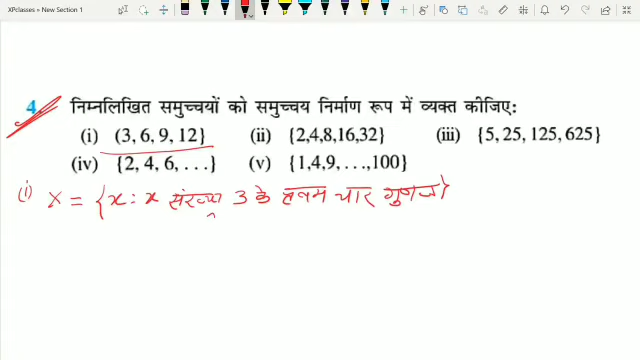 XPclasses » New Section 1
4. निम्नलिखित समुच्चयों को समुच्चय निर्माण रूप में व्यक्त कीजिए:
(i) (3, 6, 9, 12} (ii) {2,4,8,16,32} (iii) {5, 25, 125, 625}
(iv) {2, 4, 6, . . .} (v) {1,4,9, . . .,100}
(i) X = {x : x संख्या 3 के प्रथम चार गुणज}